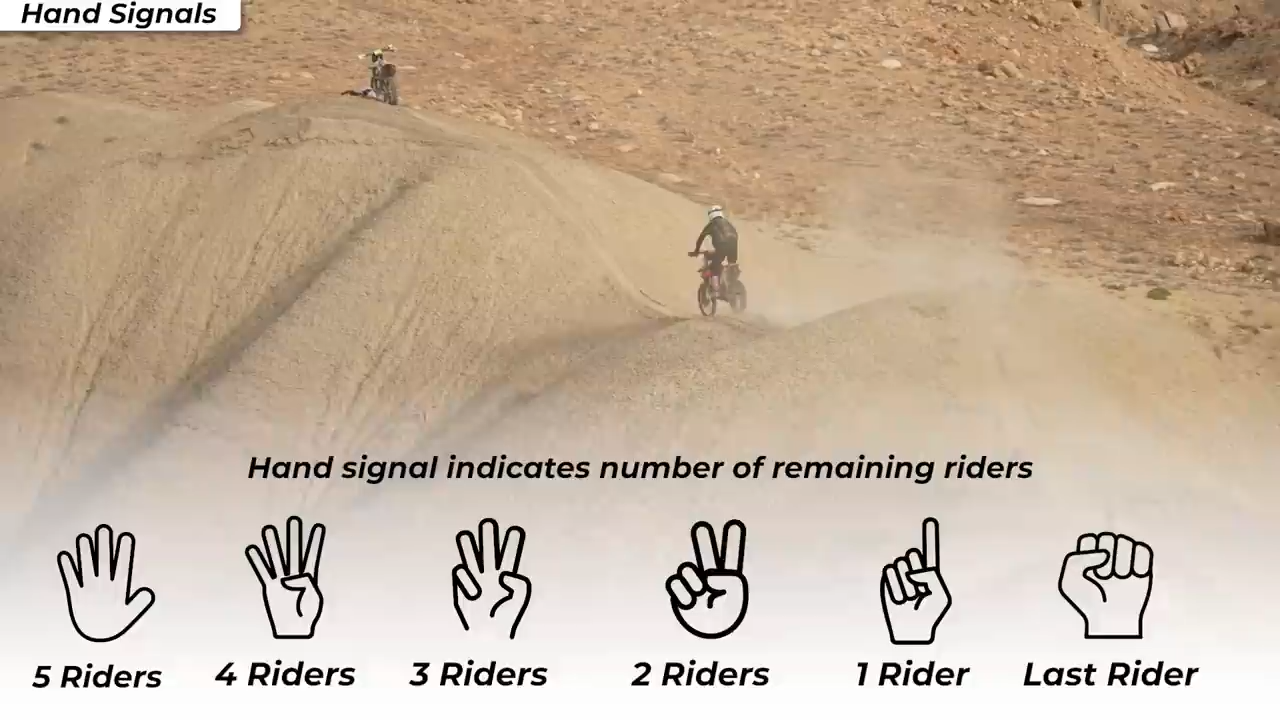 Hand Signals
Hand signal indicates number of remaining riders
5 Riders
4 Riders
3 Riders
2 Riders
1 Rider
Last Rider